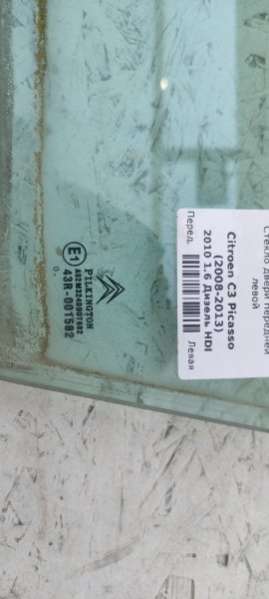 Стекло двери передней
левой
Citroen C3 Picasso
(2008-2013)
2010 1.6 Дизель HDI
Перед. Левая
PILKINGTON
E1
43R-001582